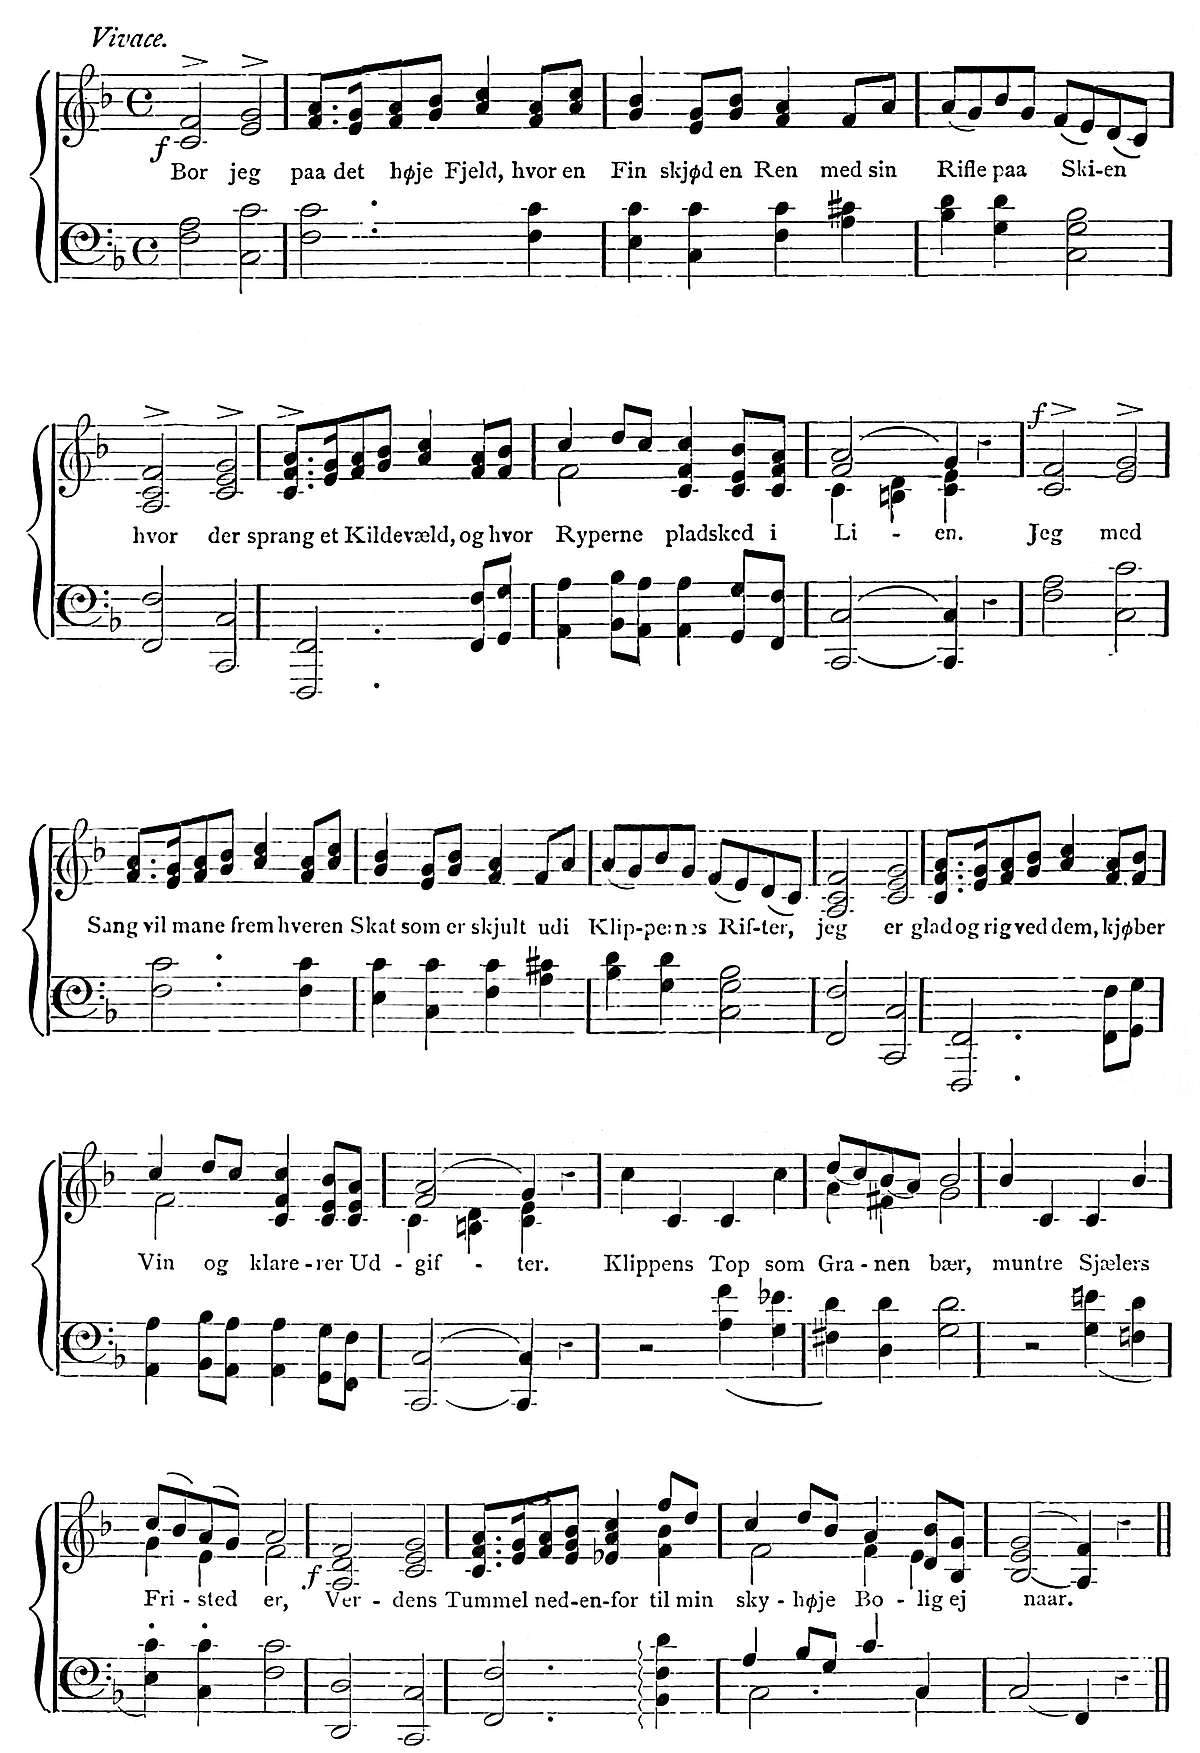 Vivace.
f
Bor jeg paa det høje Fjeld, hvor en Fin skjød en Ren med sin Rifle paa Ski-en
f
hvor der sprang et Kildevæld, og hvor Ryperne pladsked i Li - en. Jeg med
Sang vil mane frem hveren Skat som er skjult udi Klip-pernes Rif-ter, jeg er glad og rig ved dem, kjøber
Vin og klare-rer Ud - gif - ter. Klippens Top som Gra-nen bær, muntre Sjælers
f
Fri - sted er, Ver - dens Tummel ned-en-for til min sky - høje Bo - lig ej naar.